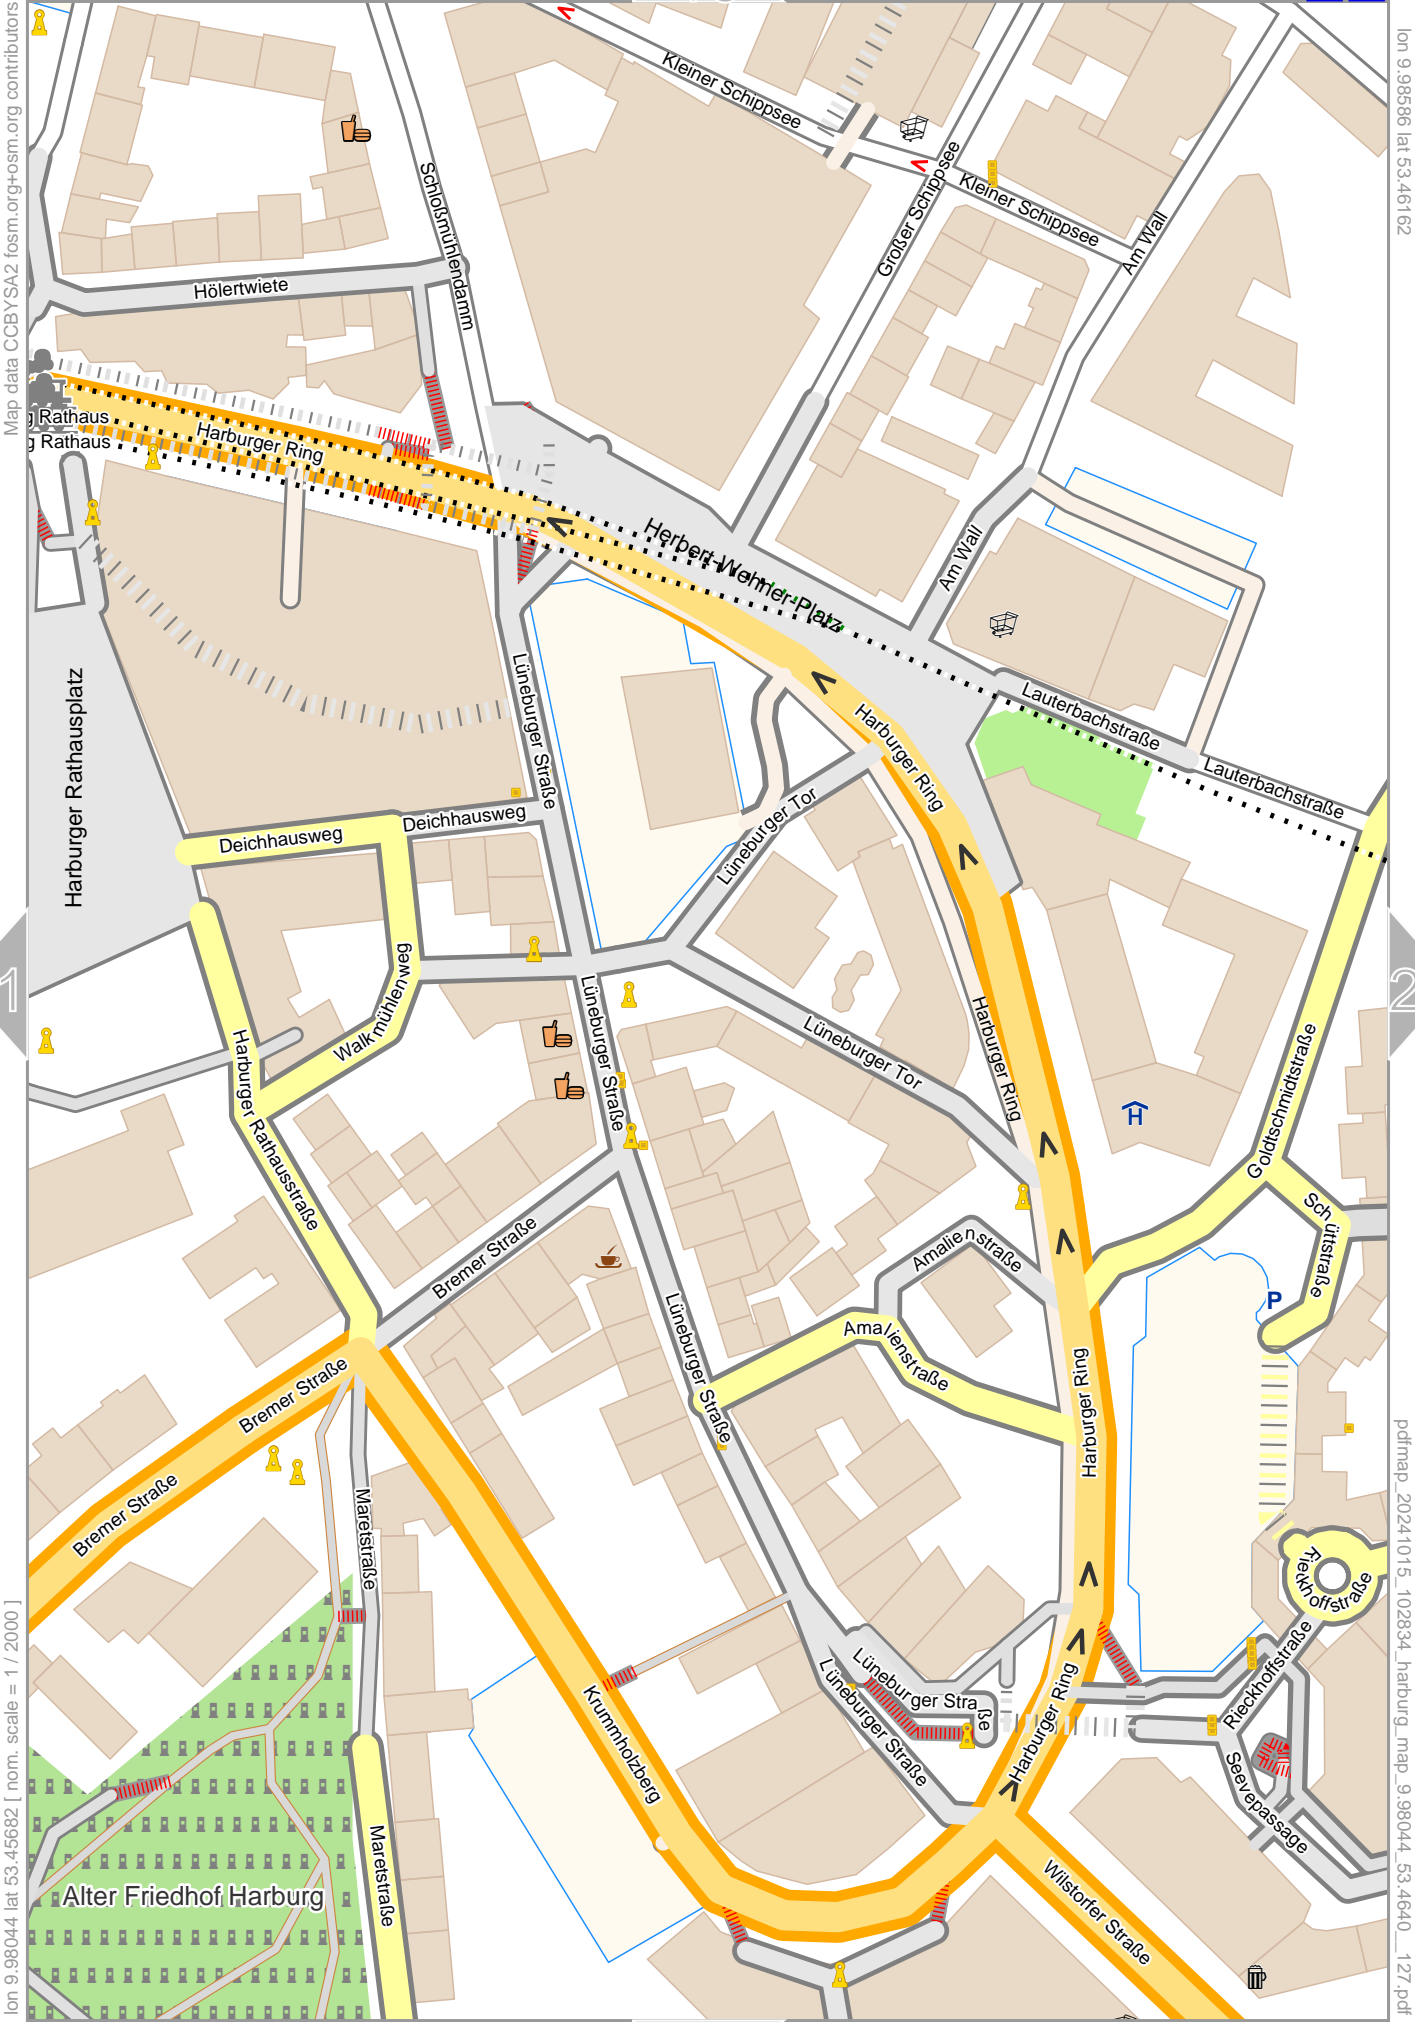 Map data CCBYSA2 fosm.org+osm.org contributors
lon 9.98586 lat 53.46162
Kleiner Schippsee
Kleiner Schippsee
Großer Schippsee
Am Wall
Schloßmühlendamm
Hölertwiete
g Rathaus
g Rathaus
Harburger Ring
Herbert-Wehner-Platz
Am Wall
Lauterbachstraße
Lauterbachstraße
Harburger Rathausplatz
Lüneburger Straße
Harburger Ring
Deichhausweg
Deichhausweg
Lüneburger Tor
Walkmühlenweg
1
2
Harburger Rathausstraße
Lüneburger Straße
Lüneburger Tor
Harburger Ring
Goldtschmidtstraße
H
Schüttstraße
Bremer Straße
Amalienstraße
P
Lüneburger Straße
Amalienstraße
Harburger Ring
Bremer Straße
Bremer Straße
Maretstraße
Rieckhoffstraße
Rieckhoffstraße
Lüneburger Straße
Lüneburger Straße
Harburger Ring
Krummholzberg
Seevepassage
Maretstraße
Alter Friedhof Harburg
Wilstorfer Straße
lon 9.98044 lat 53.45682 [ nom. scale = 1 / 2000 ]
pdfmap_20241015_102834_harburg_map_9.98044_53.4640__127.pdf